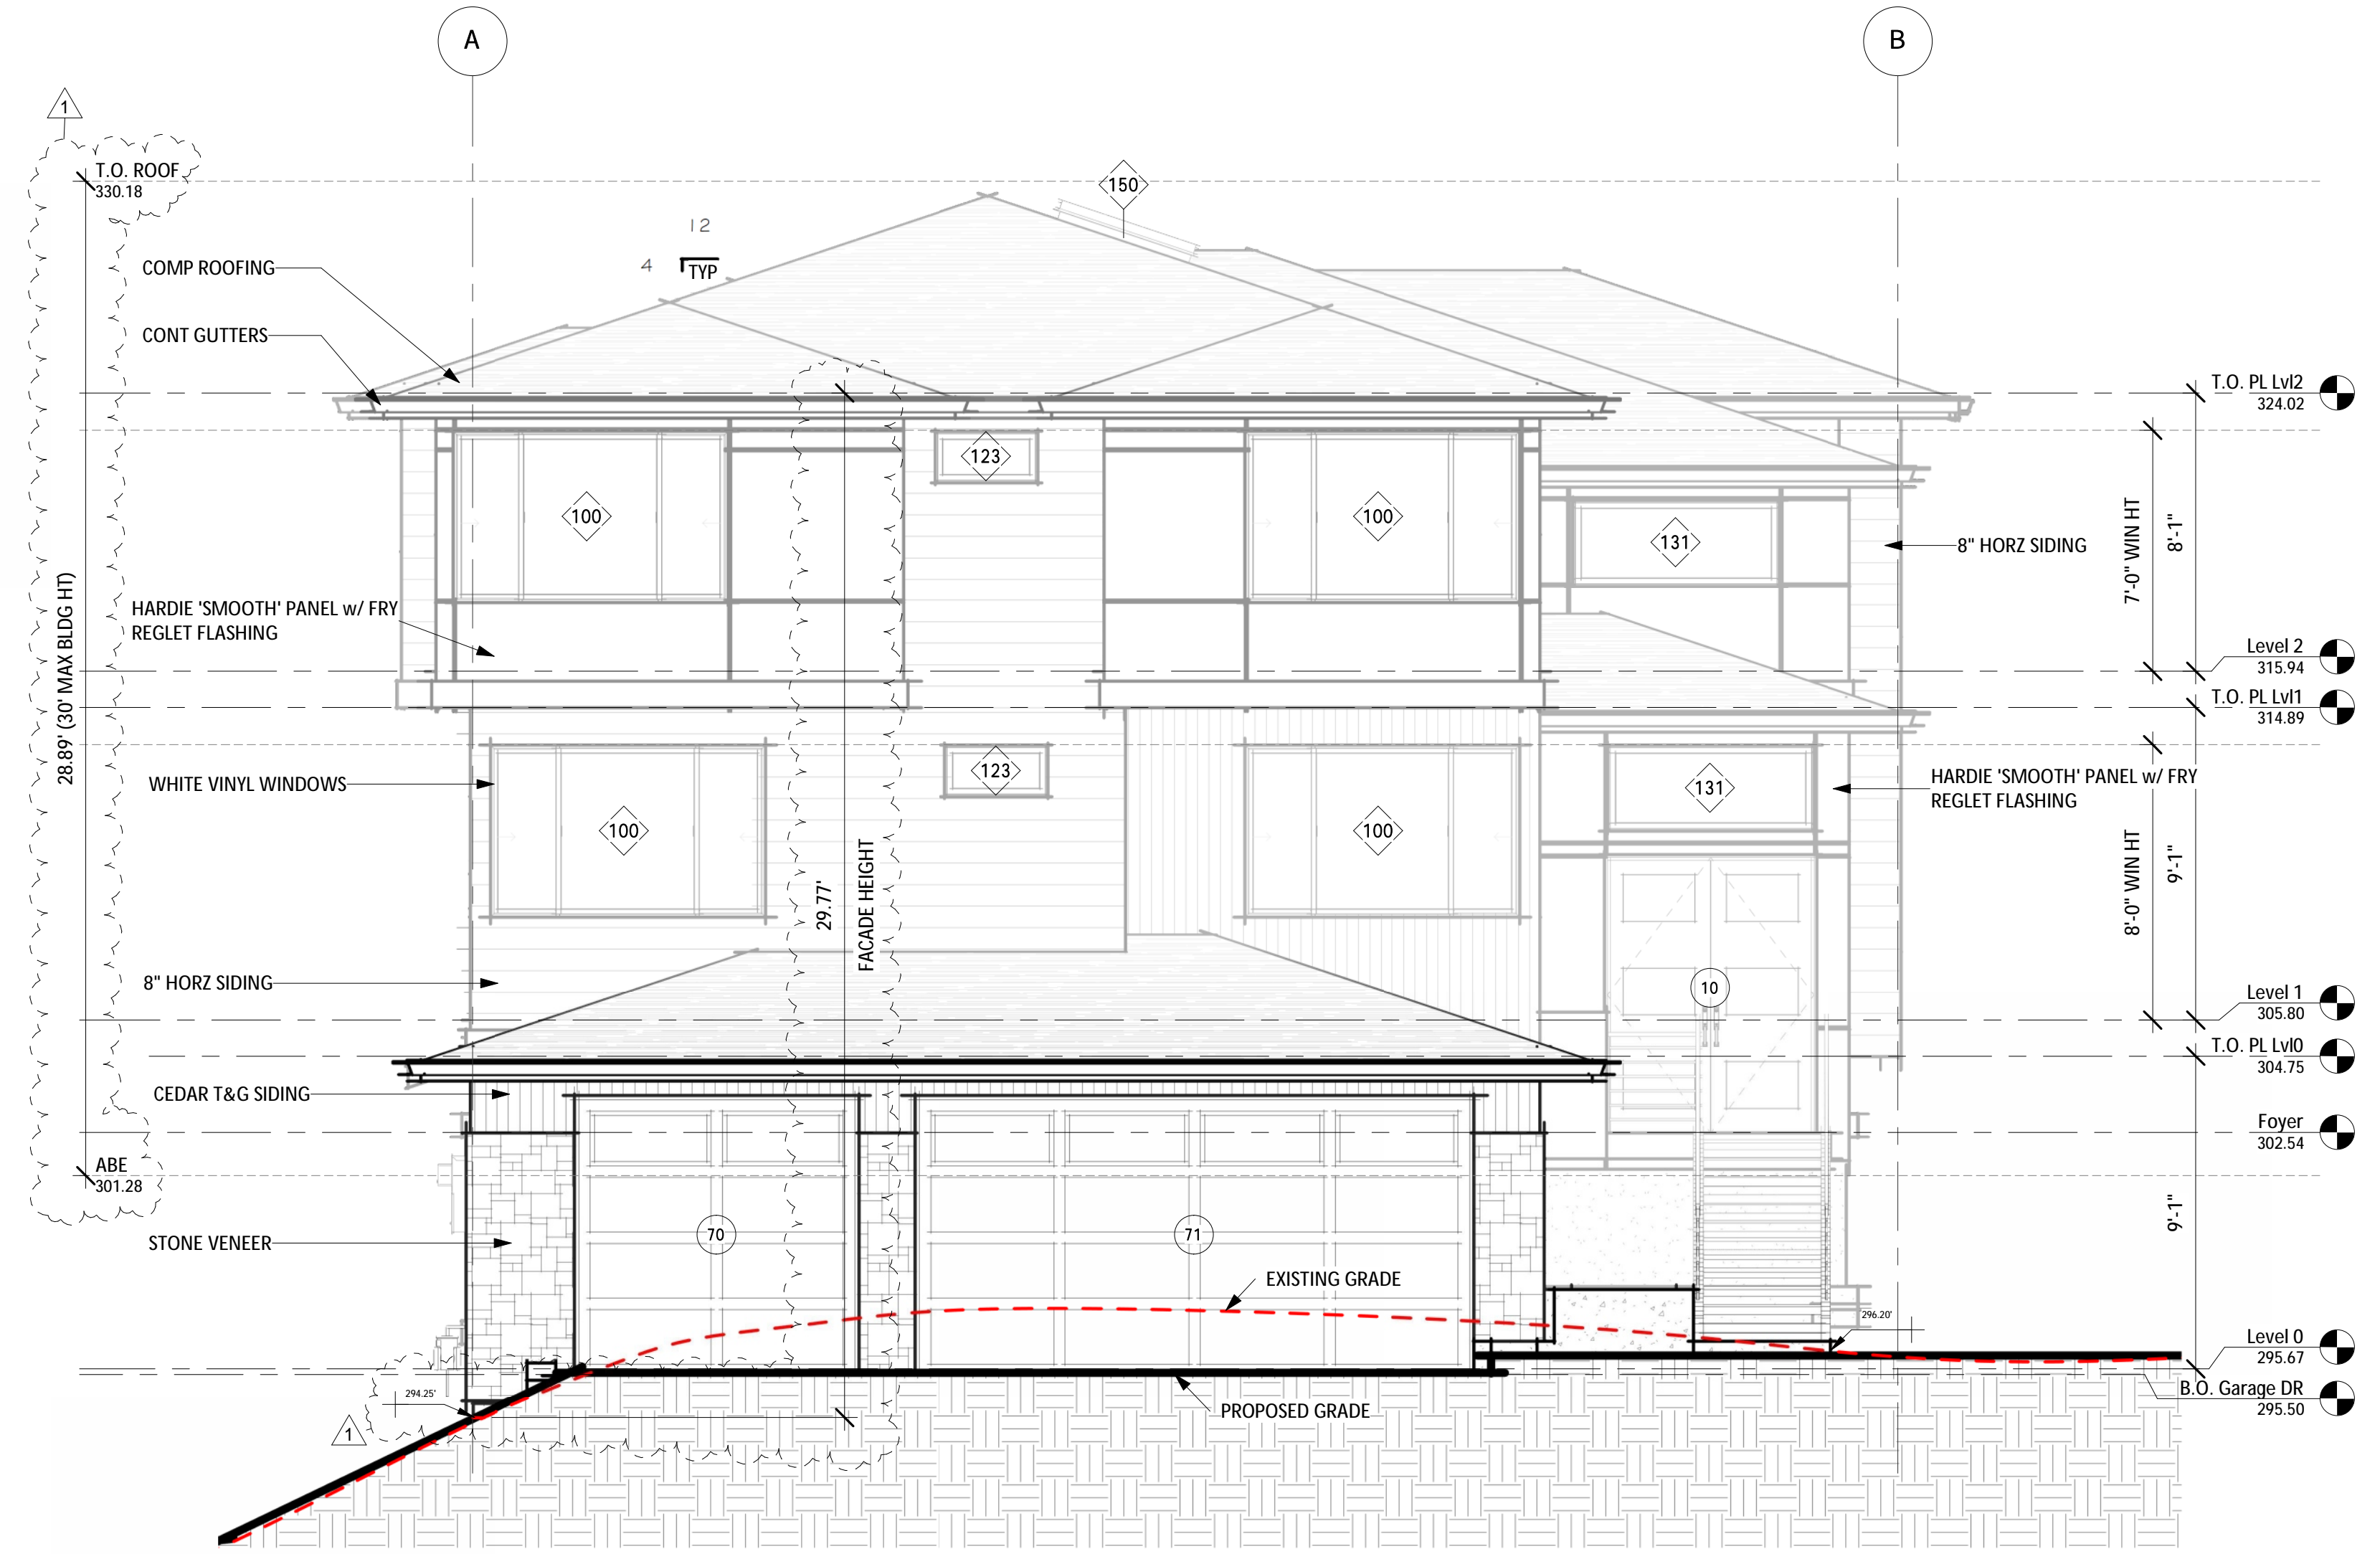 A
B
1
T.O. ROOF
330.18
150
12
4
TYP
COMP ROOFING
CONT GUTTERS
T.O. PL Lvl2
324.02
123
100
100
131
8" HORZ SIDING
7'-0" WIN HT
8'-1"
28.89' (30' MAX BLDG HT)
HARDIE 'SMOOTH' PANEL w/ FRY
REGLET FLASHING
Level 2
315.94
T.O. PL Lvl1
314.89
WHITE VINYL WINDOWS
123
100
100
131
HARDIE 'SMOOTH' PANEL w/ FRY
REGLET FLASHING
29.77'
FACADE HEIGHT
8'-0" WIN HT
9'-1"
8" HORZ SIDING
10
Level 1
305.80
T.O. PL Lvl0
304.75
CEDAR T&G SIDING
Foyer
302.54
ABE
301.28
STONE VENEER
70
71
9'-1"
EXISTING GRADE
296.20'
Level 0
295.67
294.25'
1
PROPOSED GRADE
B.O. Garage DR
295.50